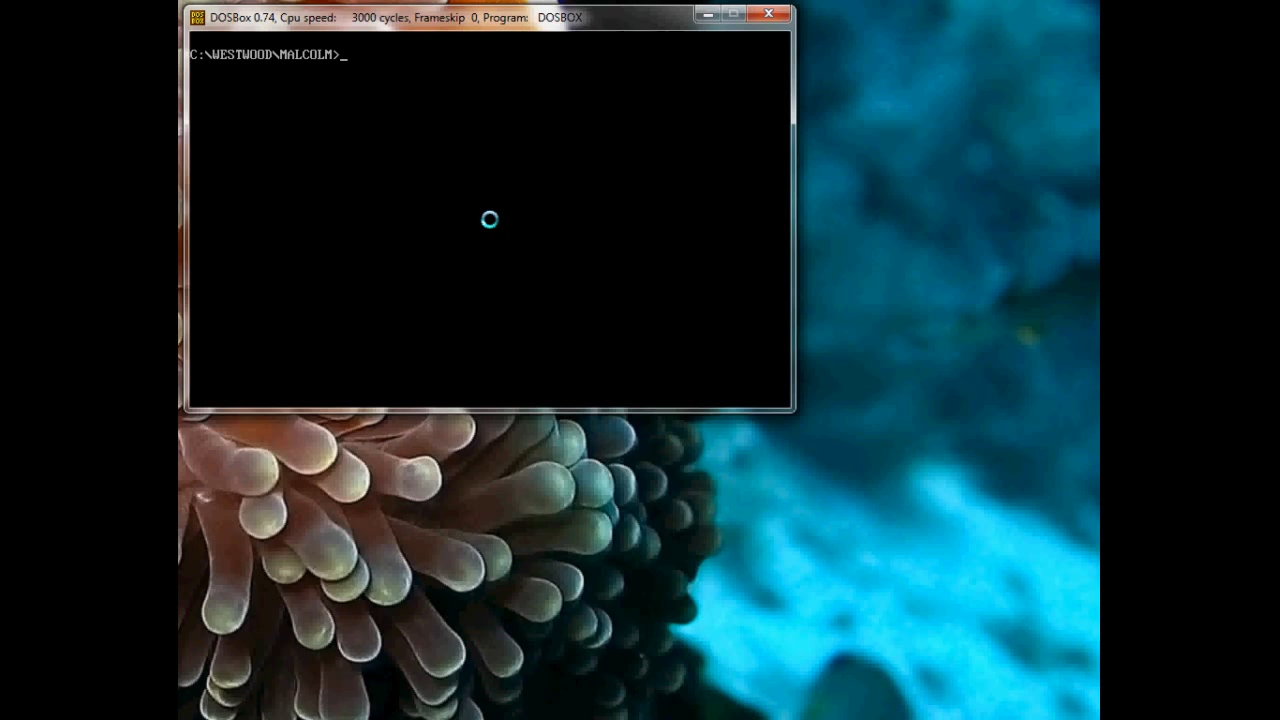 DOSBox 0.74, Cpu speed: 3000 cycles, Frameskip 0, Program: DOSBOX
C:\WESTWOOD\MALCOLM>_